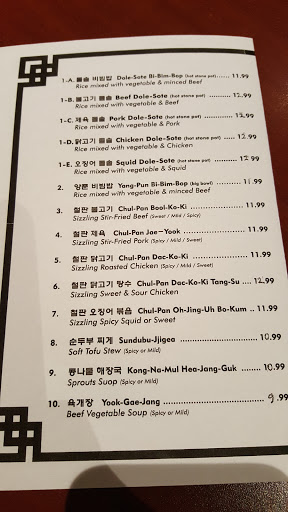 1-A. 돌솥 비빔밥 Dole-Sote Bi-Bim-Bap (hot stone pot) ...... 11.99
Rice mixed with vegetable & minced Beef
1-B. 불고기 돌솥 Beef Dole-Sote (hot stone pot) ............ 12.99
Rice mixed with vegetable & Beef
1-C. 제육 돌솥 Pork Dole-Sote (hot stone pot) .............. 12.99
Rice mixed with vegetable & Pork
1-D. 닭고기 돌솥 Chicken Dole-Sote (hot stone pot) ....... 12.99
Rice mixed with vegetable & Chicken
1-E. 오징어 돌솥 Squid Dole-Sote (hot stone pot) .......... 12.99
Rice mixed with vegetable & Squid
2. 양푼 비빔밥 Yang-Pun Bi-Bim-Bap (big bowl) ........ 11.99
Rice mixed with vegetable & minced Beef
3. 철판 불고기 Chul-Pan Bool-Ko-Ki ..................... 11.99
Sizzling Stir-Fried Beef (Sweet / Mild / Spicy)
4. 철판 제육 Chul-Pan Jae-Yook ......................... 11.99
Sizzling Stir-Fried Pork (Spicy / Mild / Sweet)
5. 철판 닭고기 Chul-Pan Dac-Ko-Ki ...................... 11.99
Sizzling Roasted Chicken (Spicy / Mild / Sweet)
6. 철판 닭고기 탕수 Chul-Pan Dac-Ko-Ki Tang-Su .... 12.99
Sizzling Sweet & Sour Chicken
7. 철판 오징어 볶음 Chul-Pan Oh-Jing-Uh Bo-Kum .. 11.99
Sizzling Spicy Squid or Sweet
8. 순두부 찌게 Sundubu-Jjigea ........................... 10.99
Soft Tofu Stew (Spicy or Mild)
9. 콩나물 해장국 Kong-Na-Mul Hea-Jang-Guk ......... 10.99
Sprouts Suop (Spicy or Mild)
10. 육개장 Yook-Gae-Jang ................................. 9.99
Beef Vegetable Soup (Spicy or Mild)